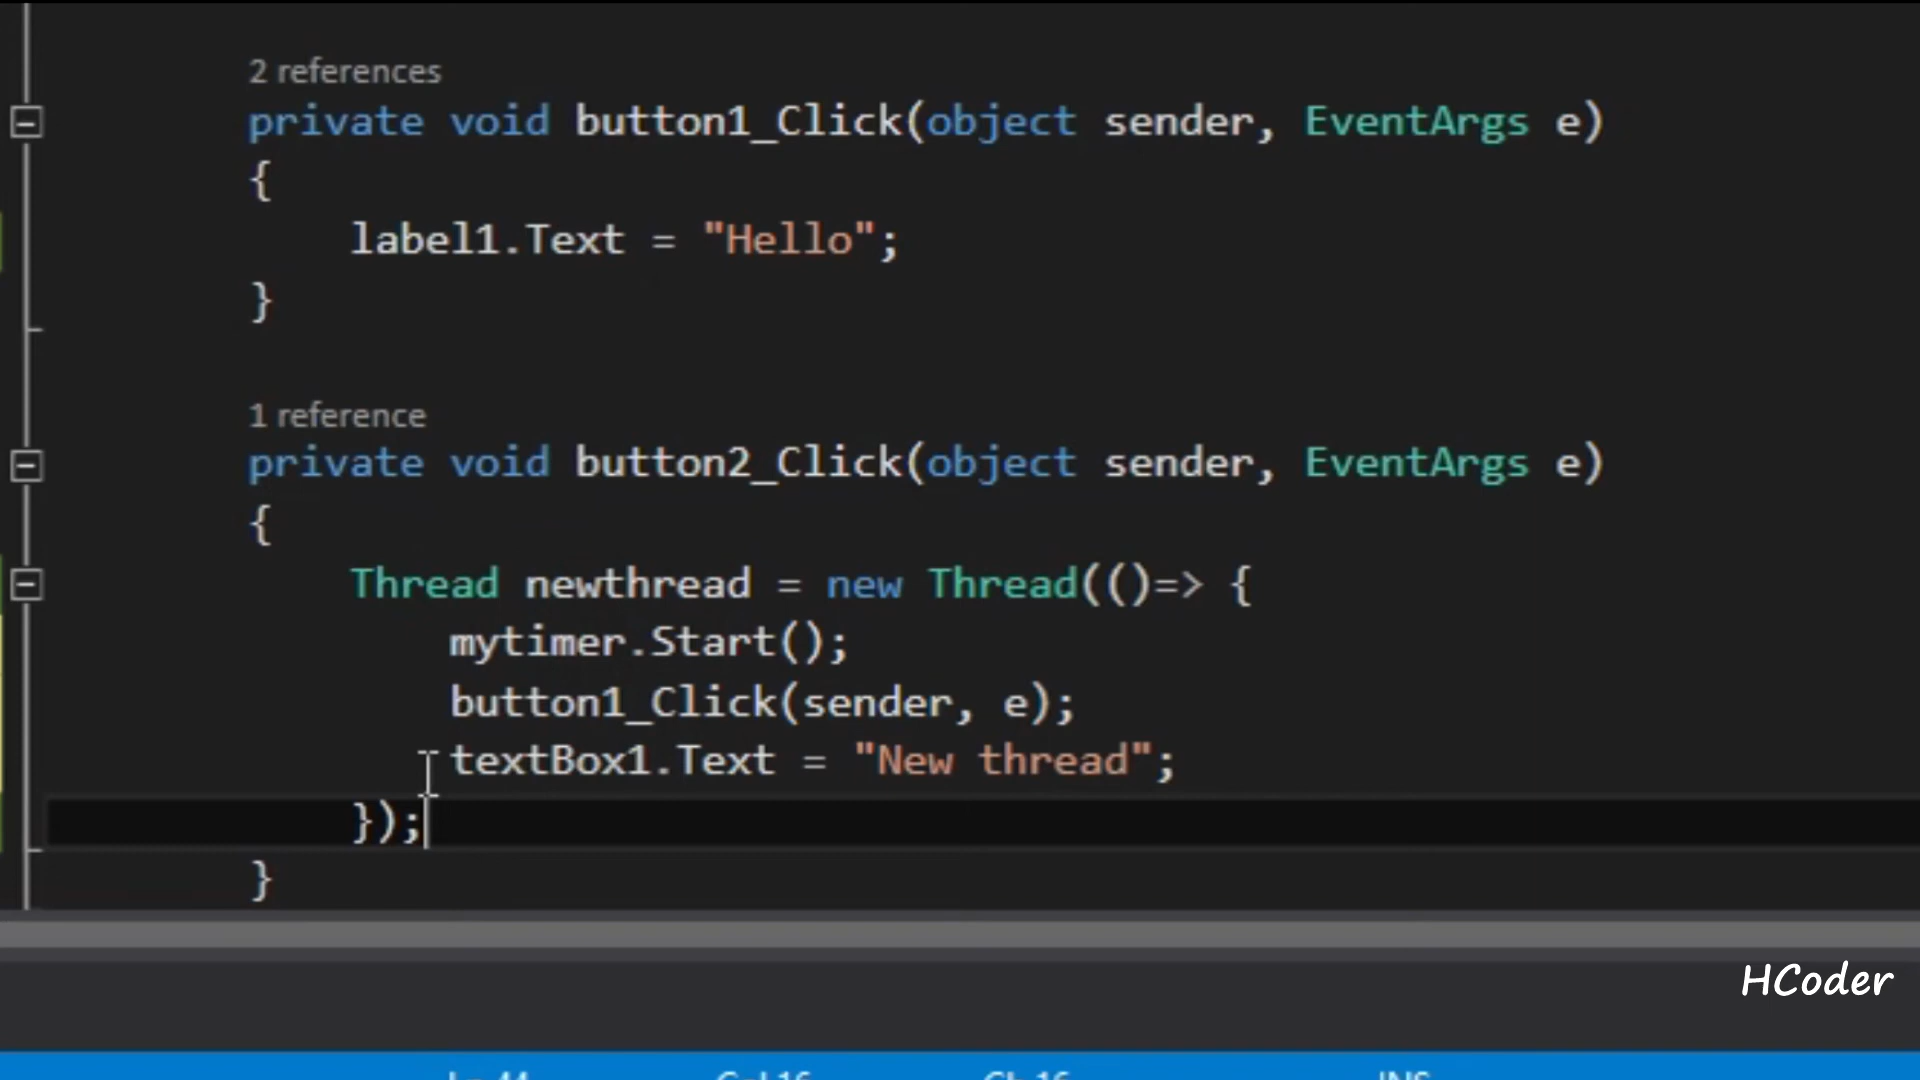 2 references
private void button1_Click(object sender, EventArgs e)
{
label1.Text = "Hello";
}
1 reference
private void button2_Click(object sender, EventArgs e)
{
Thread newthread = new Thread(()=> {
mytimer.Start();
button1_Click(sender, e);
textBox1.Text = "New thread";
});
}
HCoder